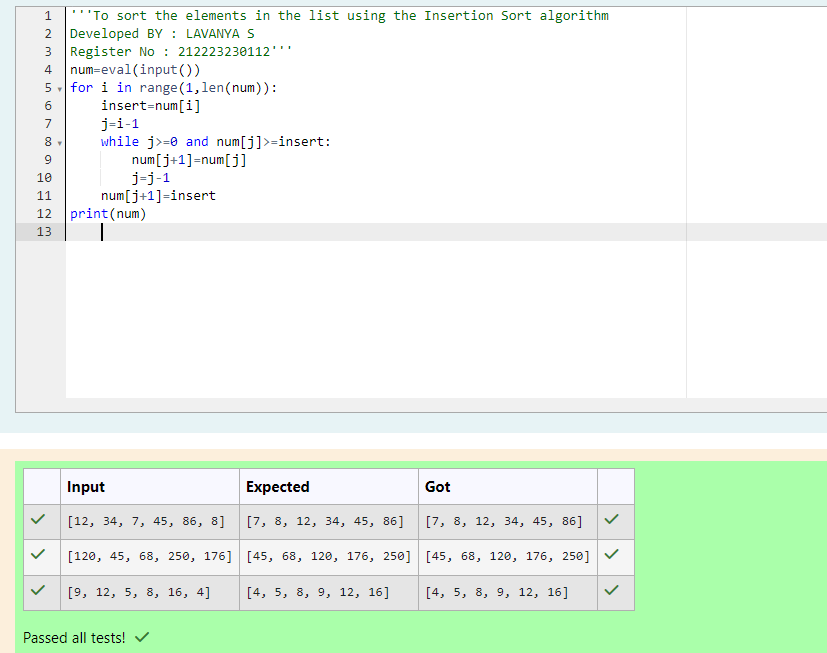 1 '''To sort the elements in the list using the Insertion Sort algorithm
2 Developed BY : LAVANYA S
3 Register No : 212223230112'''
4 num=eval(input())
5 for i in range(1,len(num)):
6     insert=num[i]
7     j=i-1
8     while j>=0 and num[j]>=insert:
9         num[j+1]=num[j]
10         j=j-1
11     num[j+1]=insert
12 print(num)
13
Input Expected Got
[12, 34, 7, 45, 86, 8] [7, 8, 12, 34, 45, 86] [7, 8, 12, 34, 45, 86]
[120, 45, 68, 250, 176] [45, 68, 120, 176, 250] [45, 68, 120, 176, 250]
[9, 12, 5, 8, 16, 4] [4, 5, 8, 9, 12, 16] [4, 5, 8, 9, 12, 16]
Passed all tests!